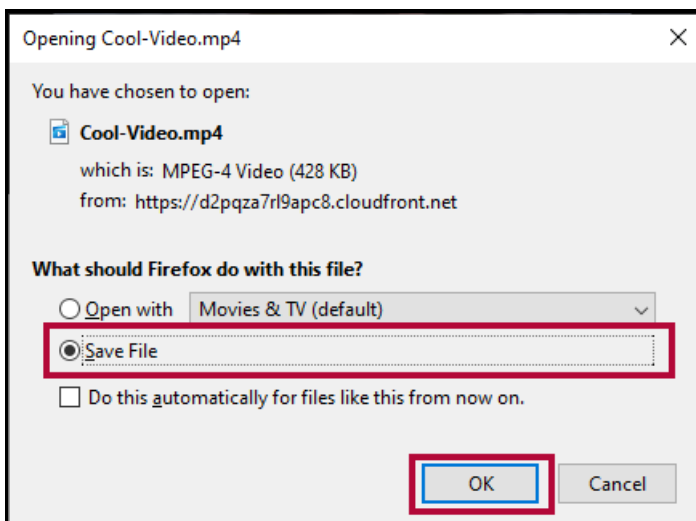 Opening Cool-Video.mp4
You have chosen to open:
Cool-Video.mp4
which is: MPEG-4 Video (428 KB)
from: https://d2pqza7rl9apc8.cloudfront.net
What should Firefox do with this file?
Open with Movies & TV (default)
Save File
Do this automatically for files like this from now on.
OK Cancel